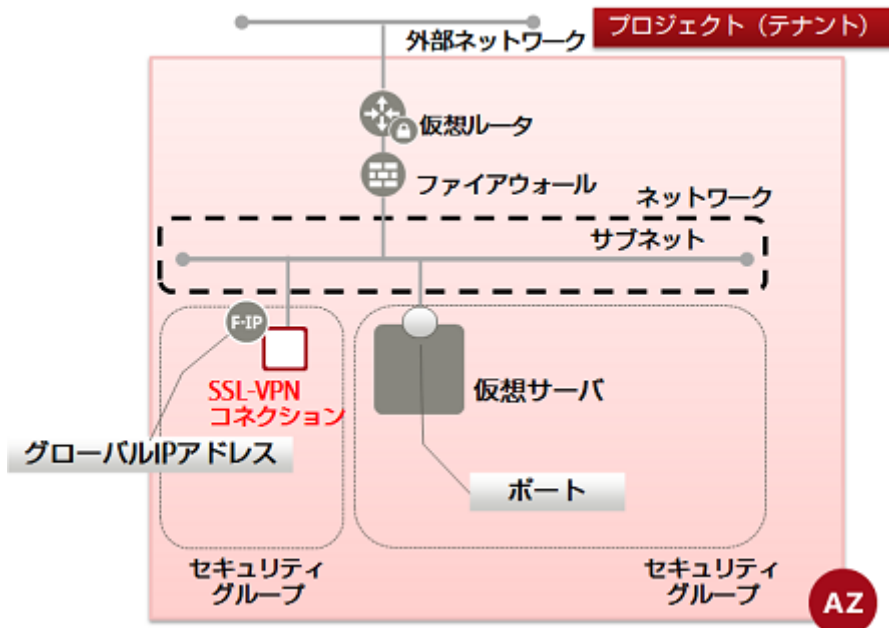 プロジェクト（テナント）
外部ネットワーク
仮想ルータ
ファイアウォール
ネットワーク
サブネット
F-IP
SSL-VPN
コネクション
仮想サーバ
グローバルIPアドレス
ポート
セキュリティ
グループ
セキュリティ
グループ
AZ